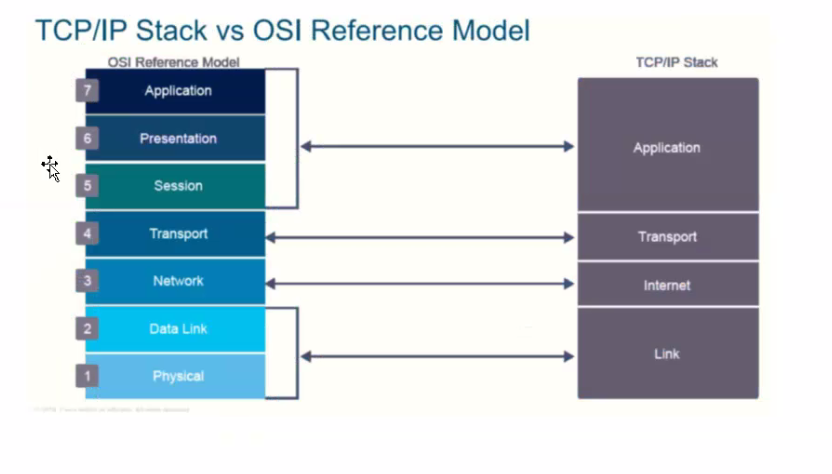 TCP/IP Stack vs OSI Reference Model
OSI Reference Model
TCP/IP Stack
7 Application
6 Presentation
5 Session
4 Transport
3 Network
2 Data Link
1 Physical
Application
Transport
Internet
Link